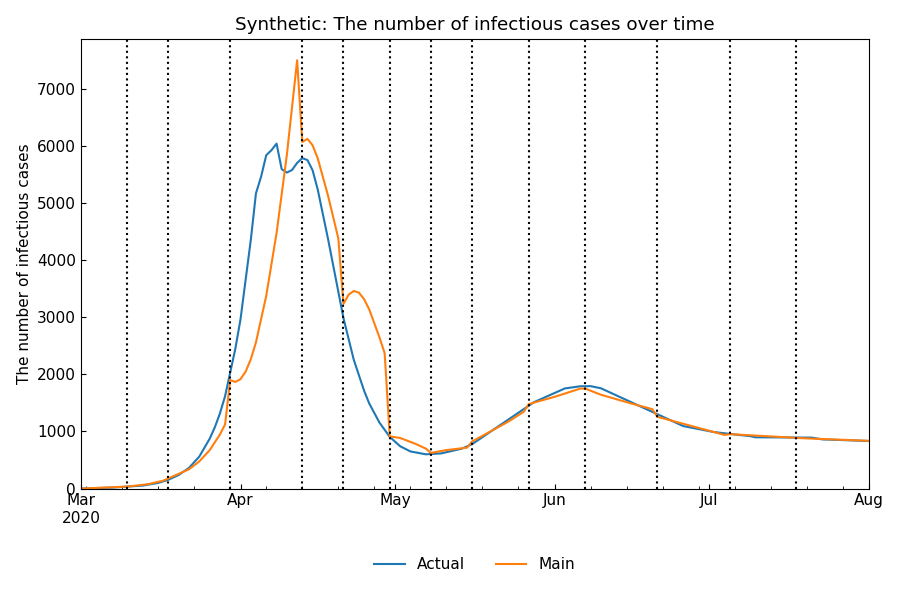 Synthetic: The number of infectious cases over time
The number of infectious cases
7000
6000
5000
4000
3000
2000
1000
0
Mar Apr May Jun Jul Aug
2020
Actual Main